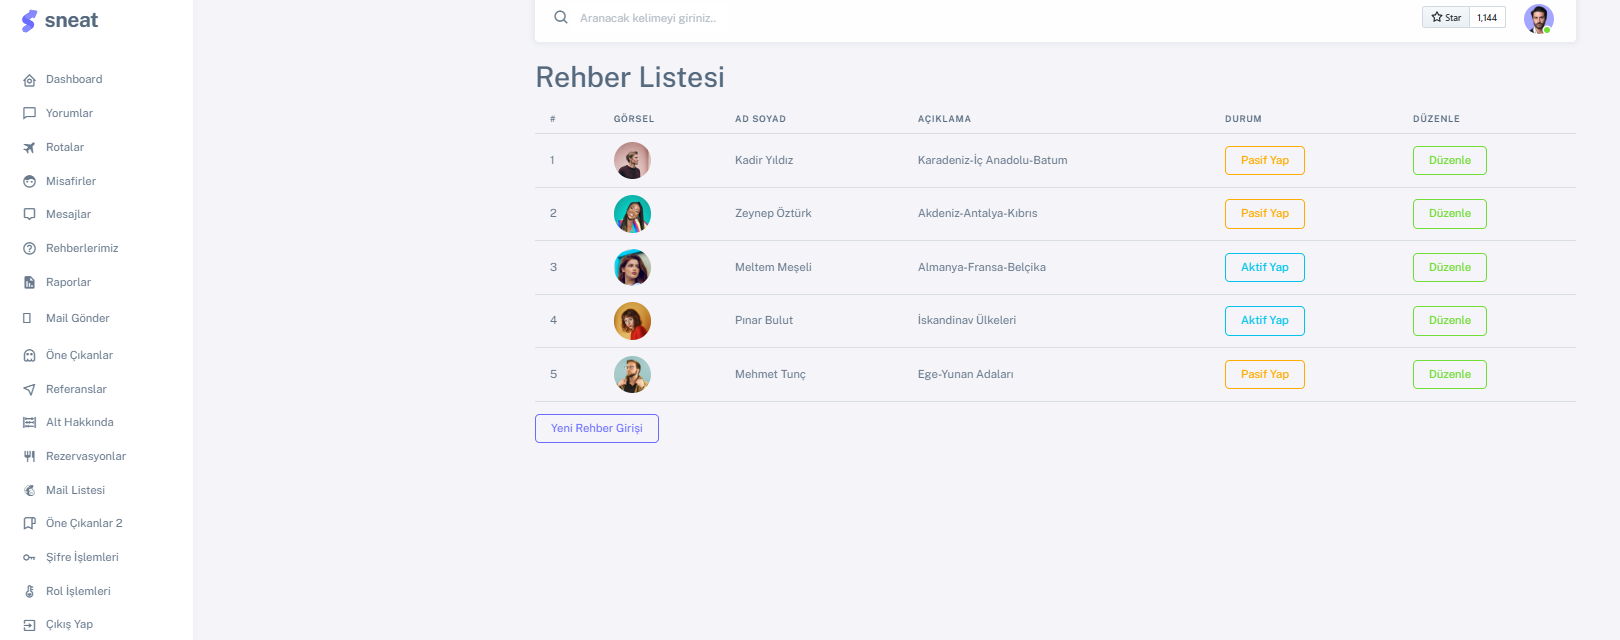 sneat
Dashboard
Yorumlar
Rotalar
Misafirler
Mesajlar
Rehberlerimiz
Raporlar
Mail Gönder
Öne Çıkanlar
Referanslar
Alt Hakkında
Rezervasyonlar
Mail Listesi
Öne Çıkanlar 2
Şifre İşlemleri
Rol İşlemleri
Çıkış Yap
Aranacak kelimeyi giriniz..
Star 1,144
Rehber Listesi
# GÖRSEL AD SOYAD AÇIKLAMA DURUM DÜZENLE
1 Kadir Yıldız Karadeniz-İç Anadolu-Batum Pasif Yap Düzenle
2 Zeynep Öztürk Akdeniz-Antalya-Kıbrıs Pasif Yap Düzenle
3 Meltem Meşeli Almanya-Fransa-Belçika Aktif Yap Düzenle
4 Pınar Bulut İskandinav Ülkeleri Aktif Yap Düzenle
5 Mehmet Tunç Ege-Yunan Adaları Pasif Yap Düzenle
Yeni Rehber Girişi